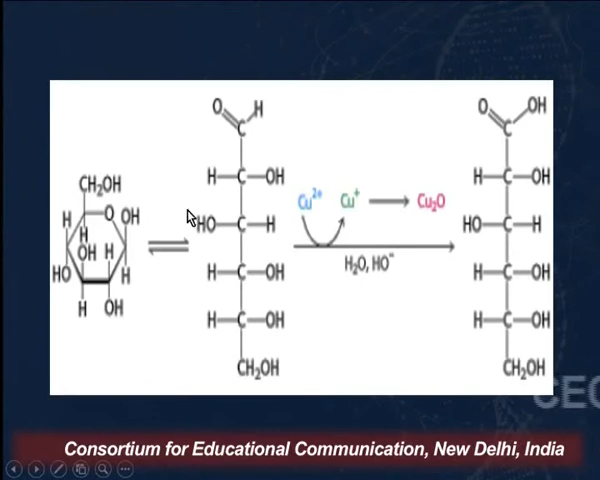 O H
C
CH₂OH
H—C—OH
H O OH
H
OH H
HO H
H OH
HO—C—H
H—C—OH
H—C—OH
CH₂OH
Cu²⁺ Cu⁺ Cu₂O
H₂O, HO⁻
O OH
C
H—C—OH
HO—C—H
H—C—OH
H—C—OH
CH₂OH
CEC
Consortium for Educational Communication, New Delhi, India